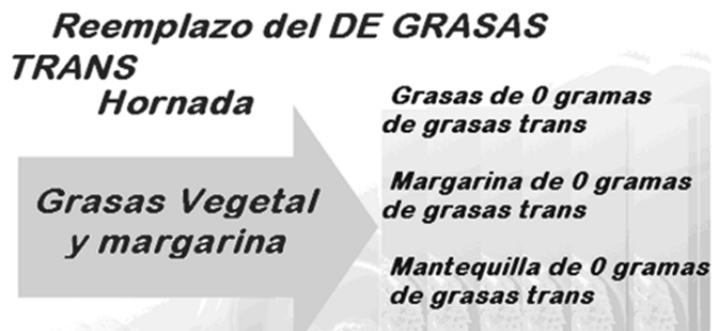 Reemplazo del DE GRASAS
TRANS
Hornada
Grasas Vegetal
y margarina
Grasas de 0 gramas
de grasas trans
Margarina de 0 gramas
de grasas trans
Mantequilla de 0 gramas
de grasas trans